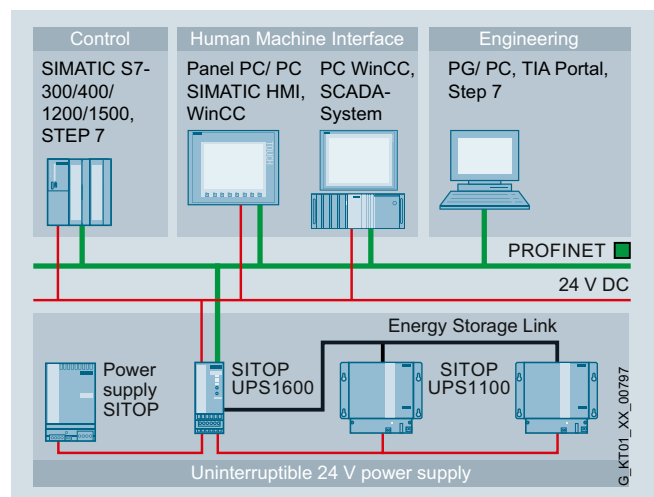 Control
SIMATIC S7-
300/400/
1200/1500,
STEP 7
Human Machine Interface
Panel PC/ PC
SIMATIC HMI,
WinCC
PC WinCC,
SCADA-
System
Engineering
PG/ PC, TIA Portal,
Step 7
PROFINET
24 V DC
Energy Storage Link
Power
supply
SITOP
SITOP
UPS1600
SITOP
UPS1100
Uninterruptible 24 V power supply
G_KT01_XX_00797